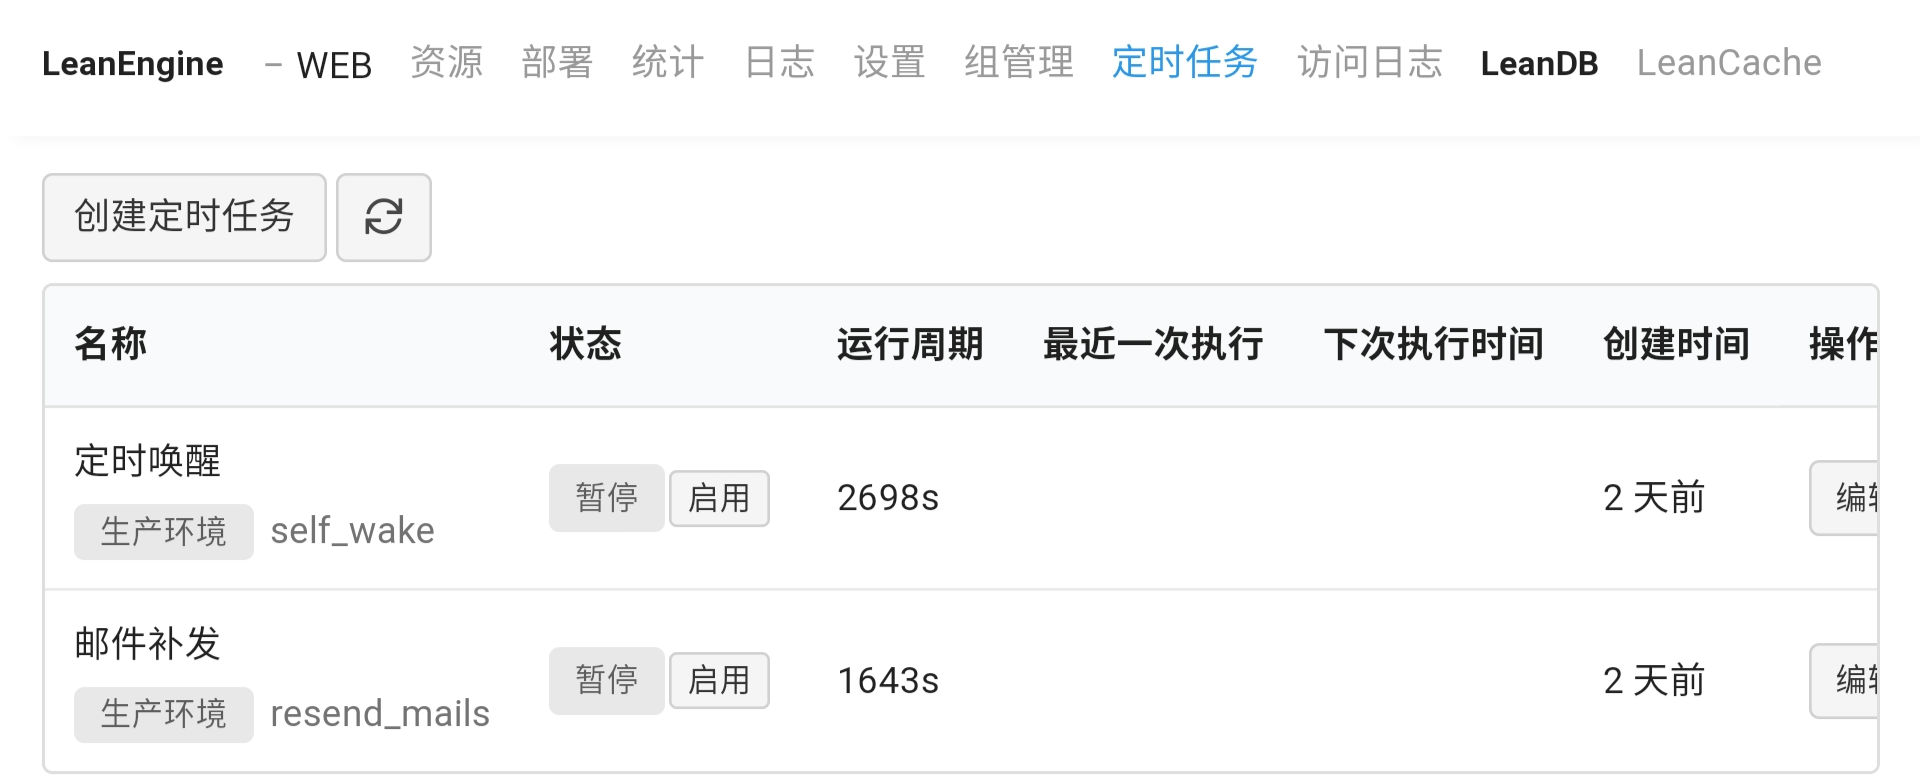 LeanEngine – WEB 资源 部署 统计 日志 设置 组管理 定时任务 访问日志 LeanDB LeanCache
创建定时任务
名称 状态 运行周期 最近一次执行 下次执行时间 创建时间 操作
定时唤醒
生产环境 self_wake 暂停 启用 2698s 2 天前 编
邮件补发
生产环境 resend_mails 暂停 启用 1643s 2 天前 编